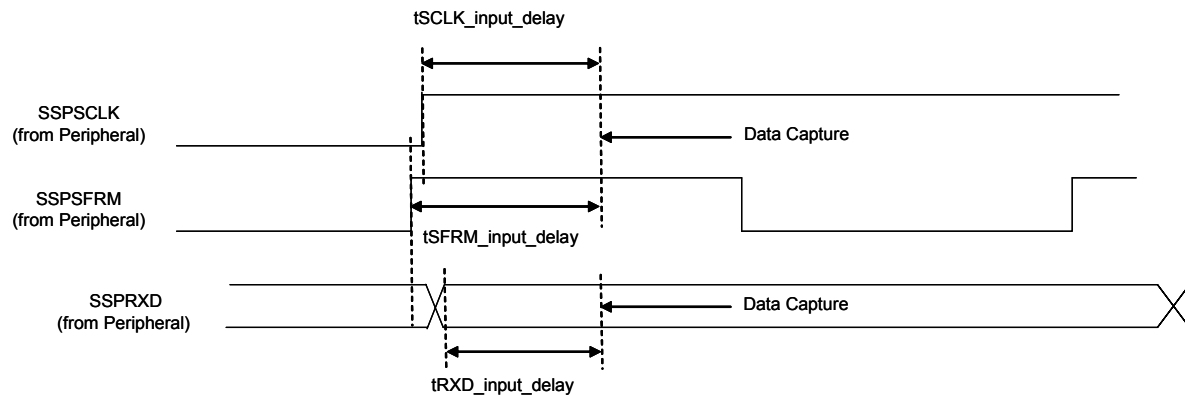 tSCLK_input_delay
SSPSCLK
(from Peripheral)
Data Capture
SSPSFRM
(from Peripheral)
tSFRM_input_delay
SSPRXD
(from Peripheral)
Data Capture
tRXD_input_delay